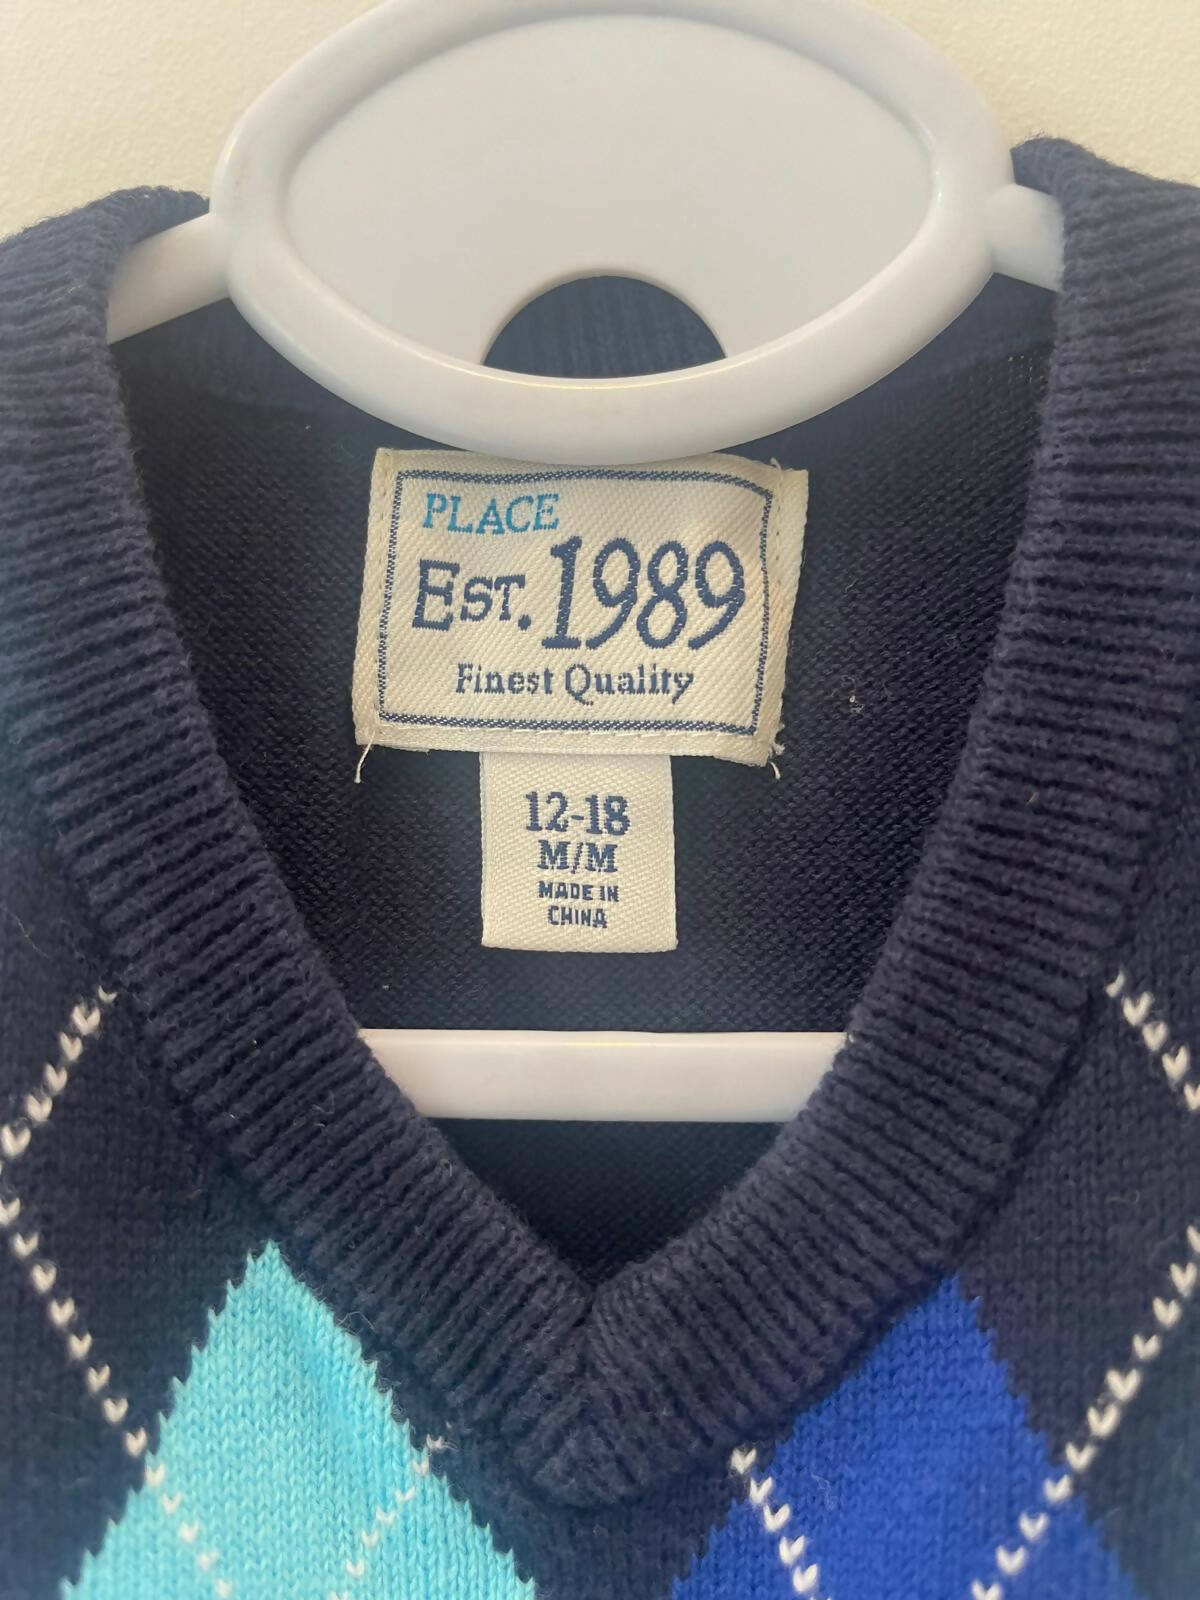 PLACE
EST. 1989
Finest Quality
12-18
M/M
MADE IN
CHINA